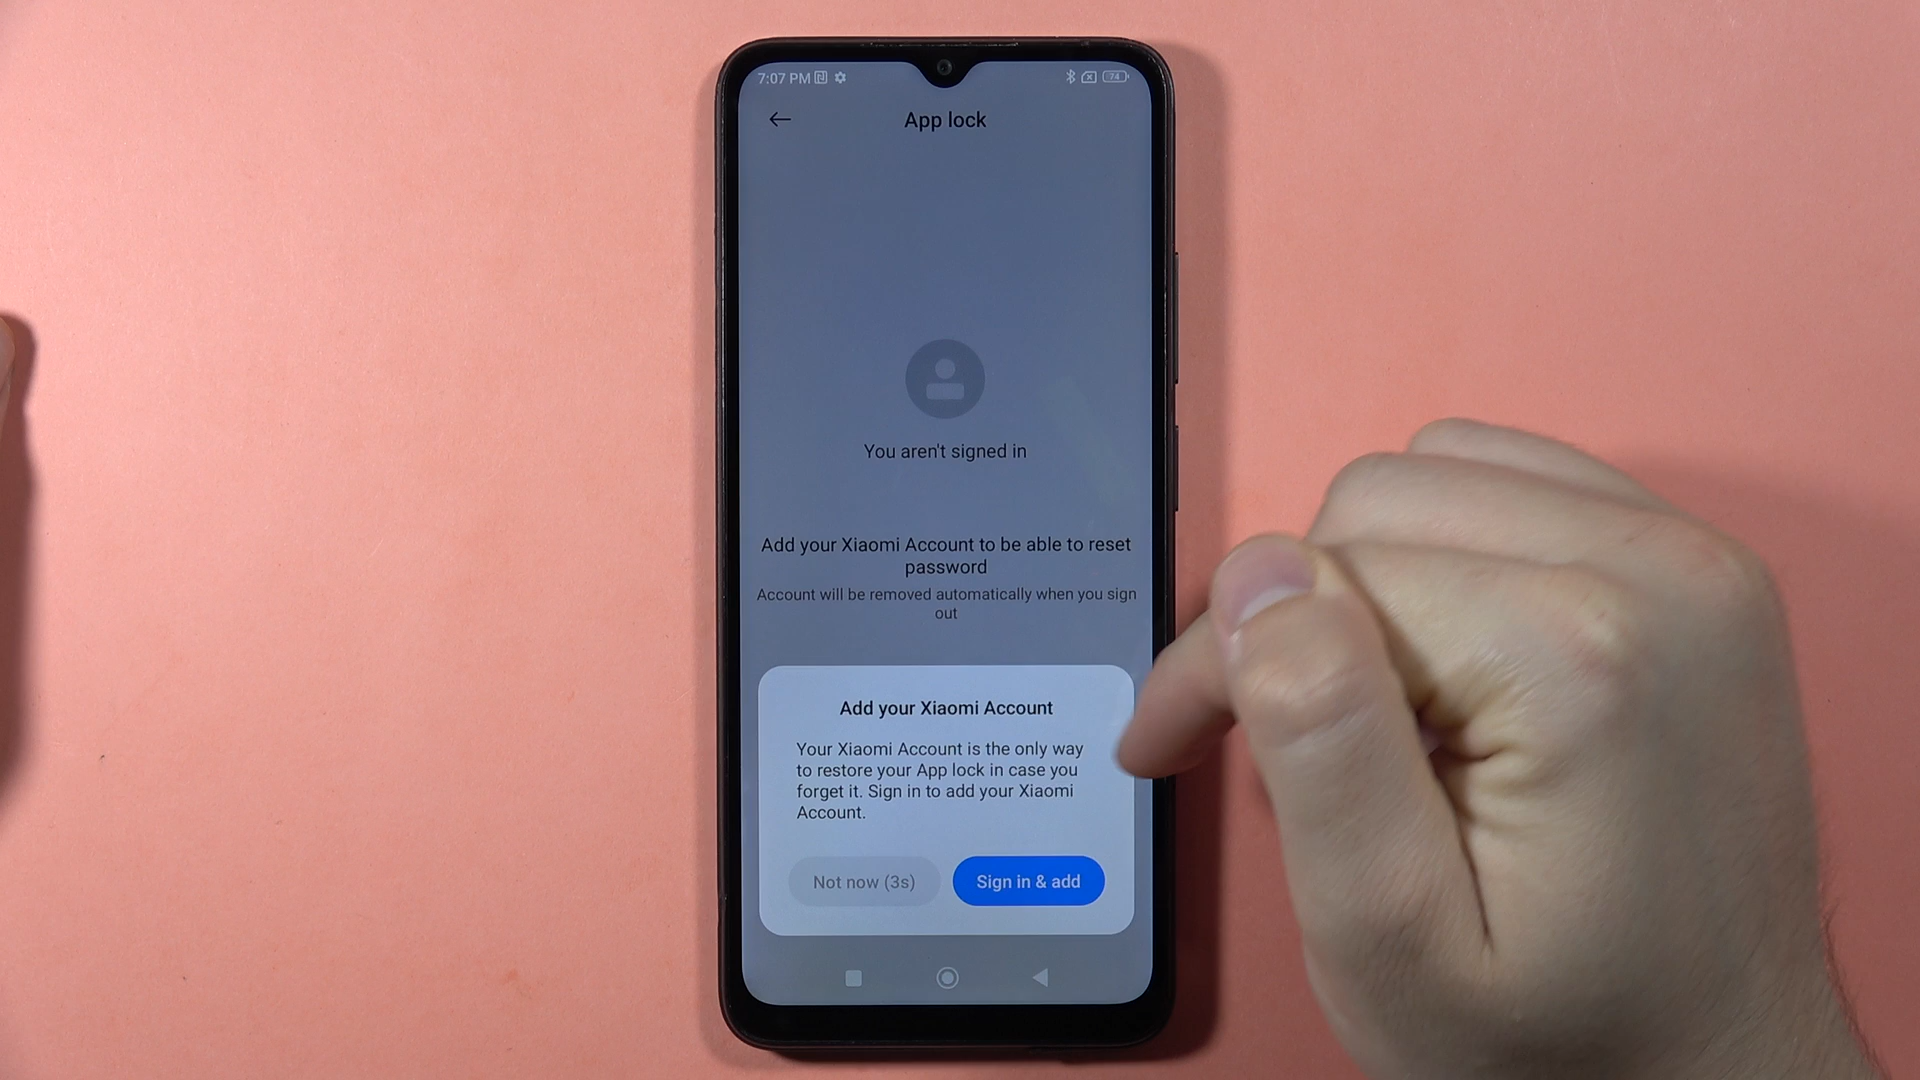 7:07 PM
74
App lock
You aren't signed in
Add your Xiaomi Account to be able to reset
password
Account will be removed automatically when you sign
out
Add your Xiaomi Account
Your Xiaomi Account is the only way
to restore your App lock in case you
forget it. Sign in to add your Xiaomi
Account.
Not now (3s)
Sign in & add